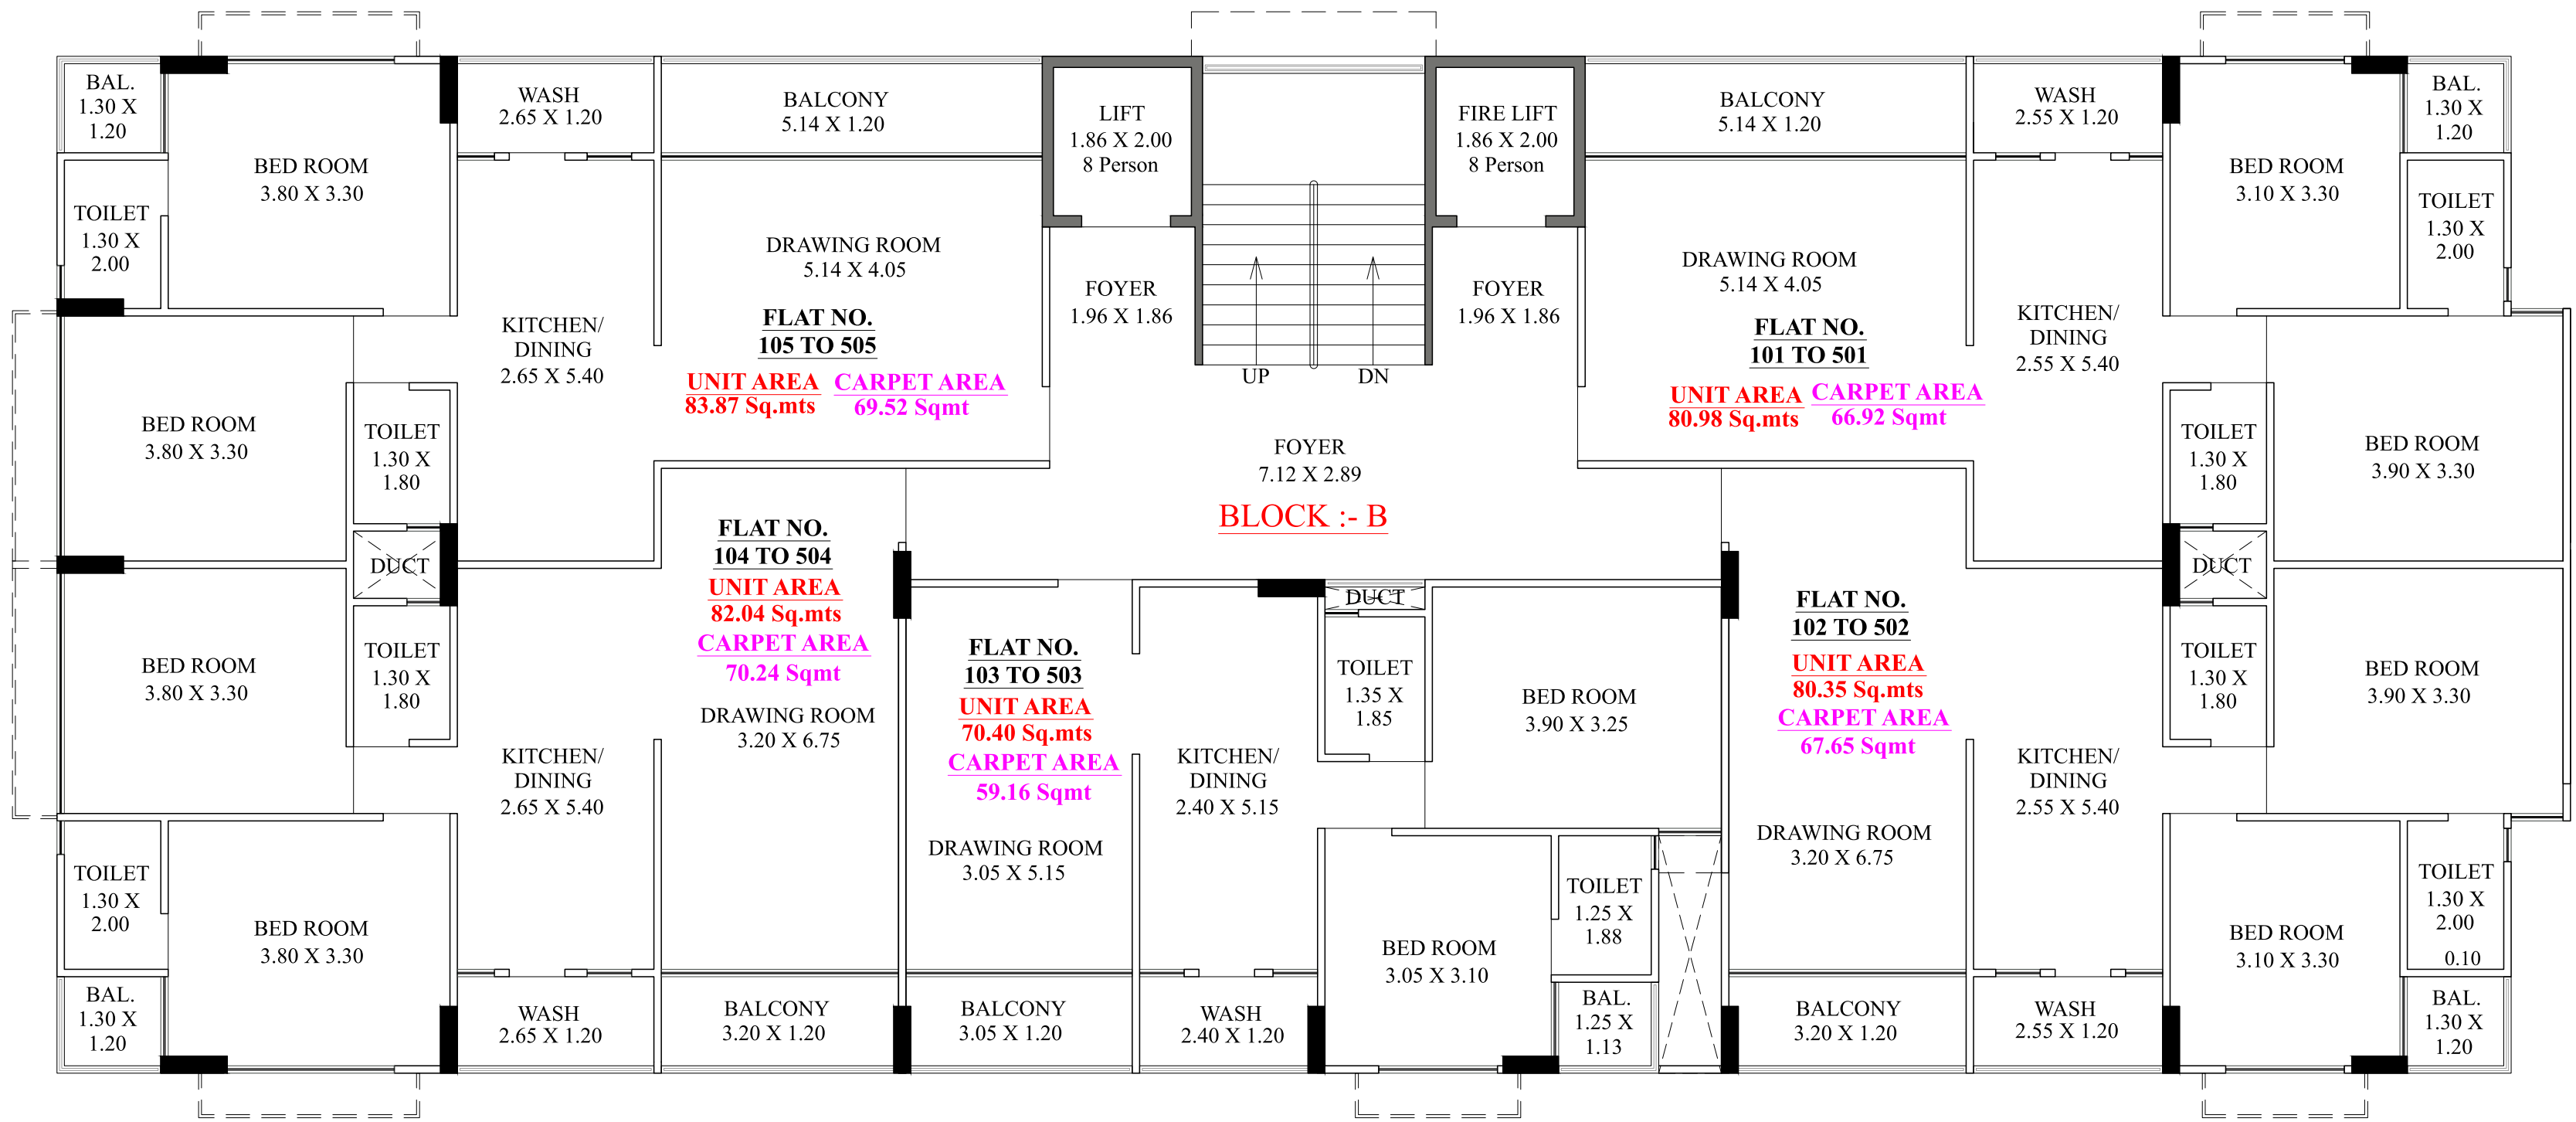 BAL.
1.30 X
1.20
WASH
2.65 X 1.20
BALCONY
5.14 X 1.20
LIFT
1.86 X 2.00
8 Person
FIRE LIFT
1.86 X 2.00
8 Person
BALCONY
5.14 X 1.20
WASH
2.55 X 1.20
BAL.
1.30 X
1.20
BED ROOM
3.80 X 3.30
BED ROOM
3.10 X 3.30
TOILET
1.30 X
2.00
DRAWING ROOM
5.14 X 4.05
FLAT NO.
105 TO 505
UNIT AREA
83.87 Sq.mts
CARPET AREA
69.52 Sqmt
KITCHEN/
DINING
2.65 X 5.40
FOYER
1.96 X 1.86
UP
DN
FOYER
1.96 X 1.86
DRAWING ROOM
5.14 X 4.05
FLAT NO.
101 TO 501
UNIT AREA
80.98 Sq.mts
CARPET AREA
66.92 Sqmt
KITCHEN/
DINING
2.55 X 5.40
TOILET
1.30 X
2.00
BED ROOM
3.80 X 3.30
TOILET
1.30 X
1.80
FOYER
7.12 X 2.89
BLOCK :- B
TOILET
1.30 X
1.80
BED ROOM
3.90 X 3.30
DUCT
FLAT NO.
104 TO 504
UNIT AREA
82.04 Sq.mts
CARPET AREA
70.24 Sqmt
DRAWING ROOM
3.20 X 6.75
DUCT
DUCT
BED ROOM
3.80 X 3.30
TOILET
1.30 X
1.80
KITCHEN/
DINING
2.65 X 5.40
FLAT NO.
103 TO 503
UNIT AREA
70.40 Sq.mts
CARPET AREA
59.16 Sqmt
DRAWING ROOM
3.05 X 5.15
KITCHEN/
DINING
2.40 X 5.15
TOILET
1.35 X
1.85
BED ROOM
3.90 X 3.25
FLAT NO.
102 TO 502
UNIT AREA
80.35 Sq.mts
CARPET AREA
67.65 Sqmt
DRAWING ROOM
3.20 X 6.75
KITCHEN/
DINING
2.55 X 5.40
TOILET
1.30 X
1.80
BED ROOM
3.90 X 3.30
TOILET
1.30 X
2.00
BED ROOM
3.80 X 3.30
BED ROOM
3.05 X 3.10
TOILET
1.25 X
1.88
BED ROOM
3.10 X 3.30
TOILET
1.30 X
2.00
0.10
BAL.
1.30 X
1.20
WASH
2.65 X 1.20
BALCONY
3.20 X 1.20
BALCONY
3.05 X 1.20
WASH
2.40 X 1.20
BAL.
1.25 X
1.13
BALCONY
3.20 X 1.20
WASH
2.55 X 1.20
BAL.
1.30 X
1.20